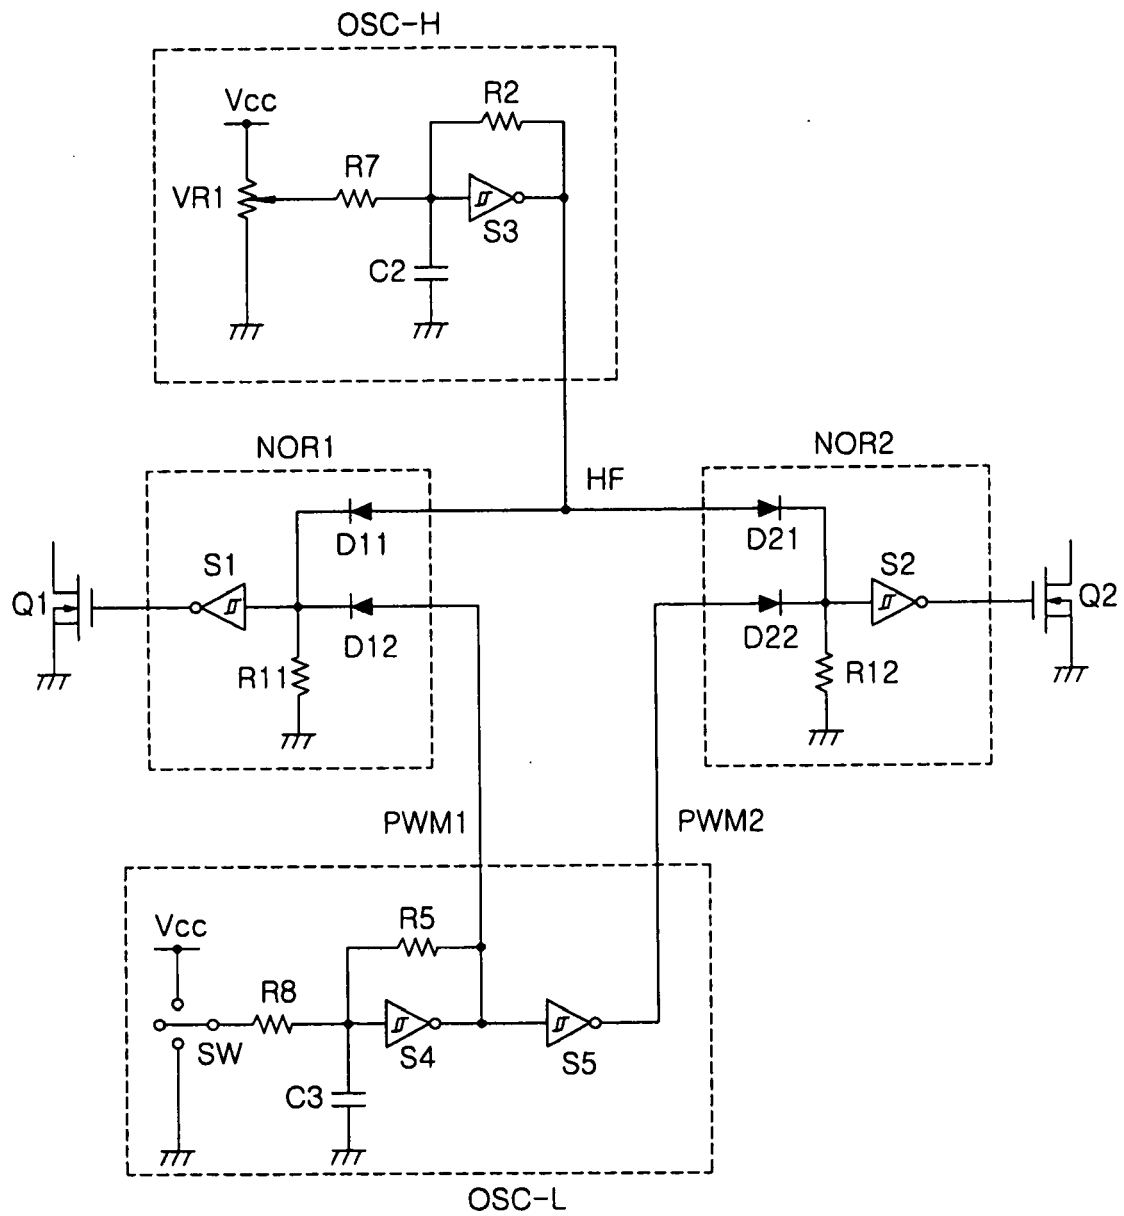 OSC-H
Vcc
R2
R7
VR1
S3
C2
NOR1
NOR2
HF
D11
D21
S1
S2
Q1
Q2
D12
D22
R11
R12
PWM1
PWM2
Vcc
R5
R8
SW
S4
S5
C3
OSC-L